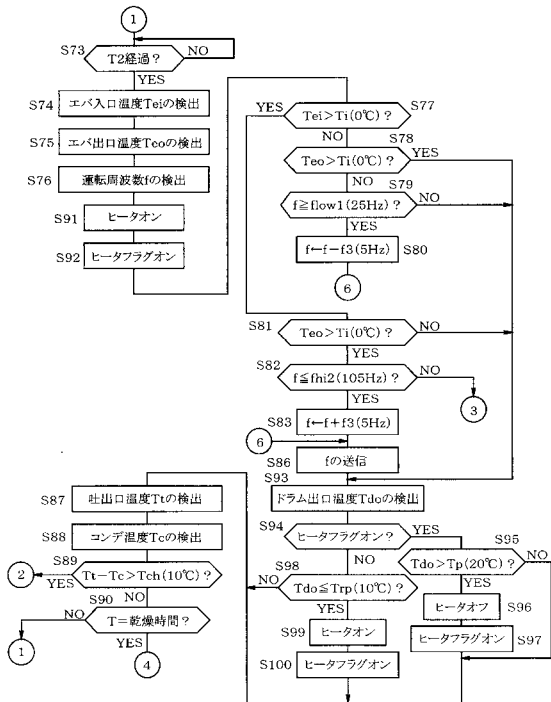 1
S73
T2経過？
NO
YES
S74
エバ入口温度Teiの検出
S75
エバ出口温度Tcoの検出
S76
運転周波数fの検出
S91
ヒータオン
S92
ヒータフラグオン
S77
YES
Tei>Ti(0℃)？
NO
S78
Teo>Ti(0℃)？
YES
NO
S79
f≧flow1(25Hz)？
NO
YES
f←f−f3(5Hz)
S80
6
S81
Teo>Ti(0℃)？
NO
YES
S82
f≦fhi2(105Hz)？
NO
YES
3
S83
f←f+f3(5Hz)
6
S86
fの送信
S93
ドラム出口温度Tdoの検出
S94
ヒータフラグオン？
YES
NO
S95
Tdo>Tp(20℃)？
NO
YES
ヒータオフ
S96
ヒータフラグオン
S97
S98
NO
Tdo≦Trp(10℃)？
YES
S99
ヒータオン
S100
ヒータフラグオン
S87
吐出口温度Ttの検出
S88
コンデ温度Tcの検出
S89
2
YES
Tt−Tc>Tch(10℃)？
NO
S90
NO
T=乾燥時間？
YES
1
4